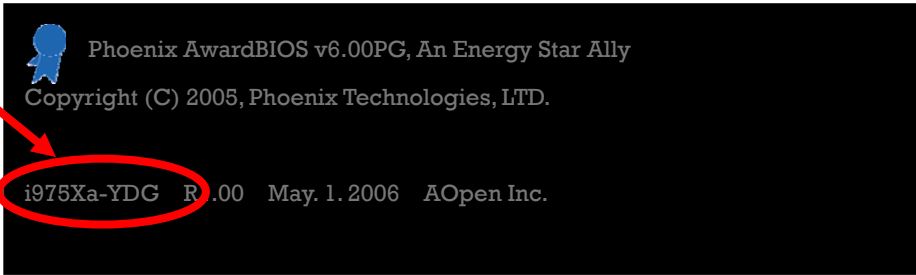 Phoenix AwardBIOS v6.00PG, An Energy Star Ally
Copyright (C) 2005, Phoenix Technologies, LTD.
i975Xa-YDG R .00 May. 1. 2006 AOpen Inc.